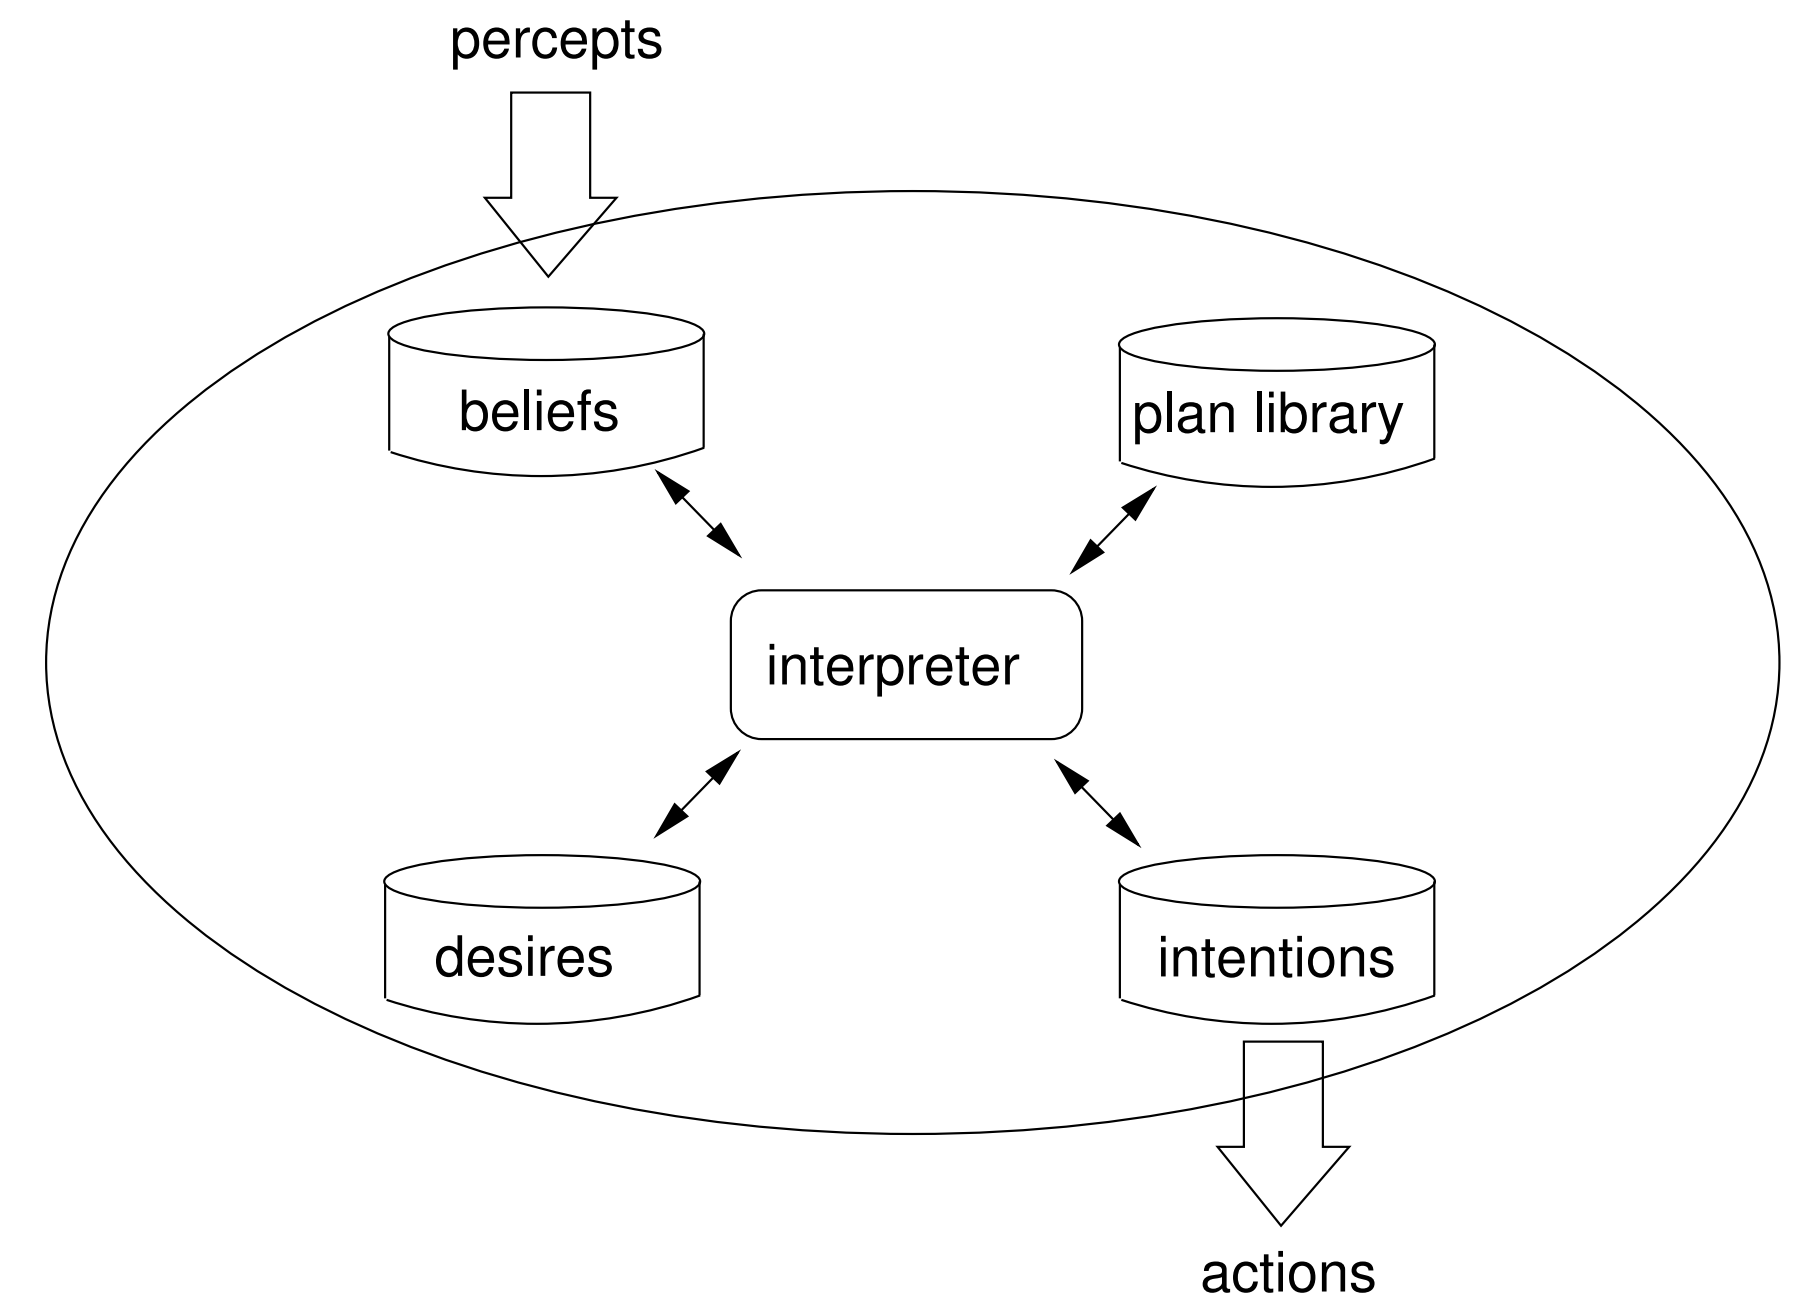 percepts
beliefs
plan library
interpreter
desires
intentions
actions